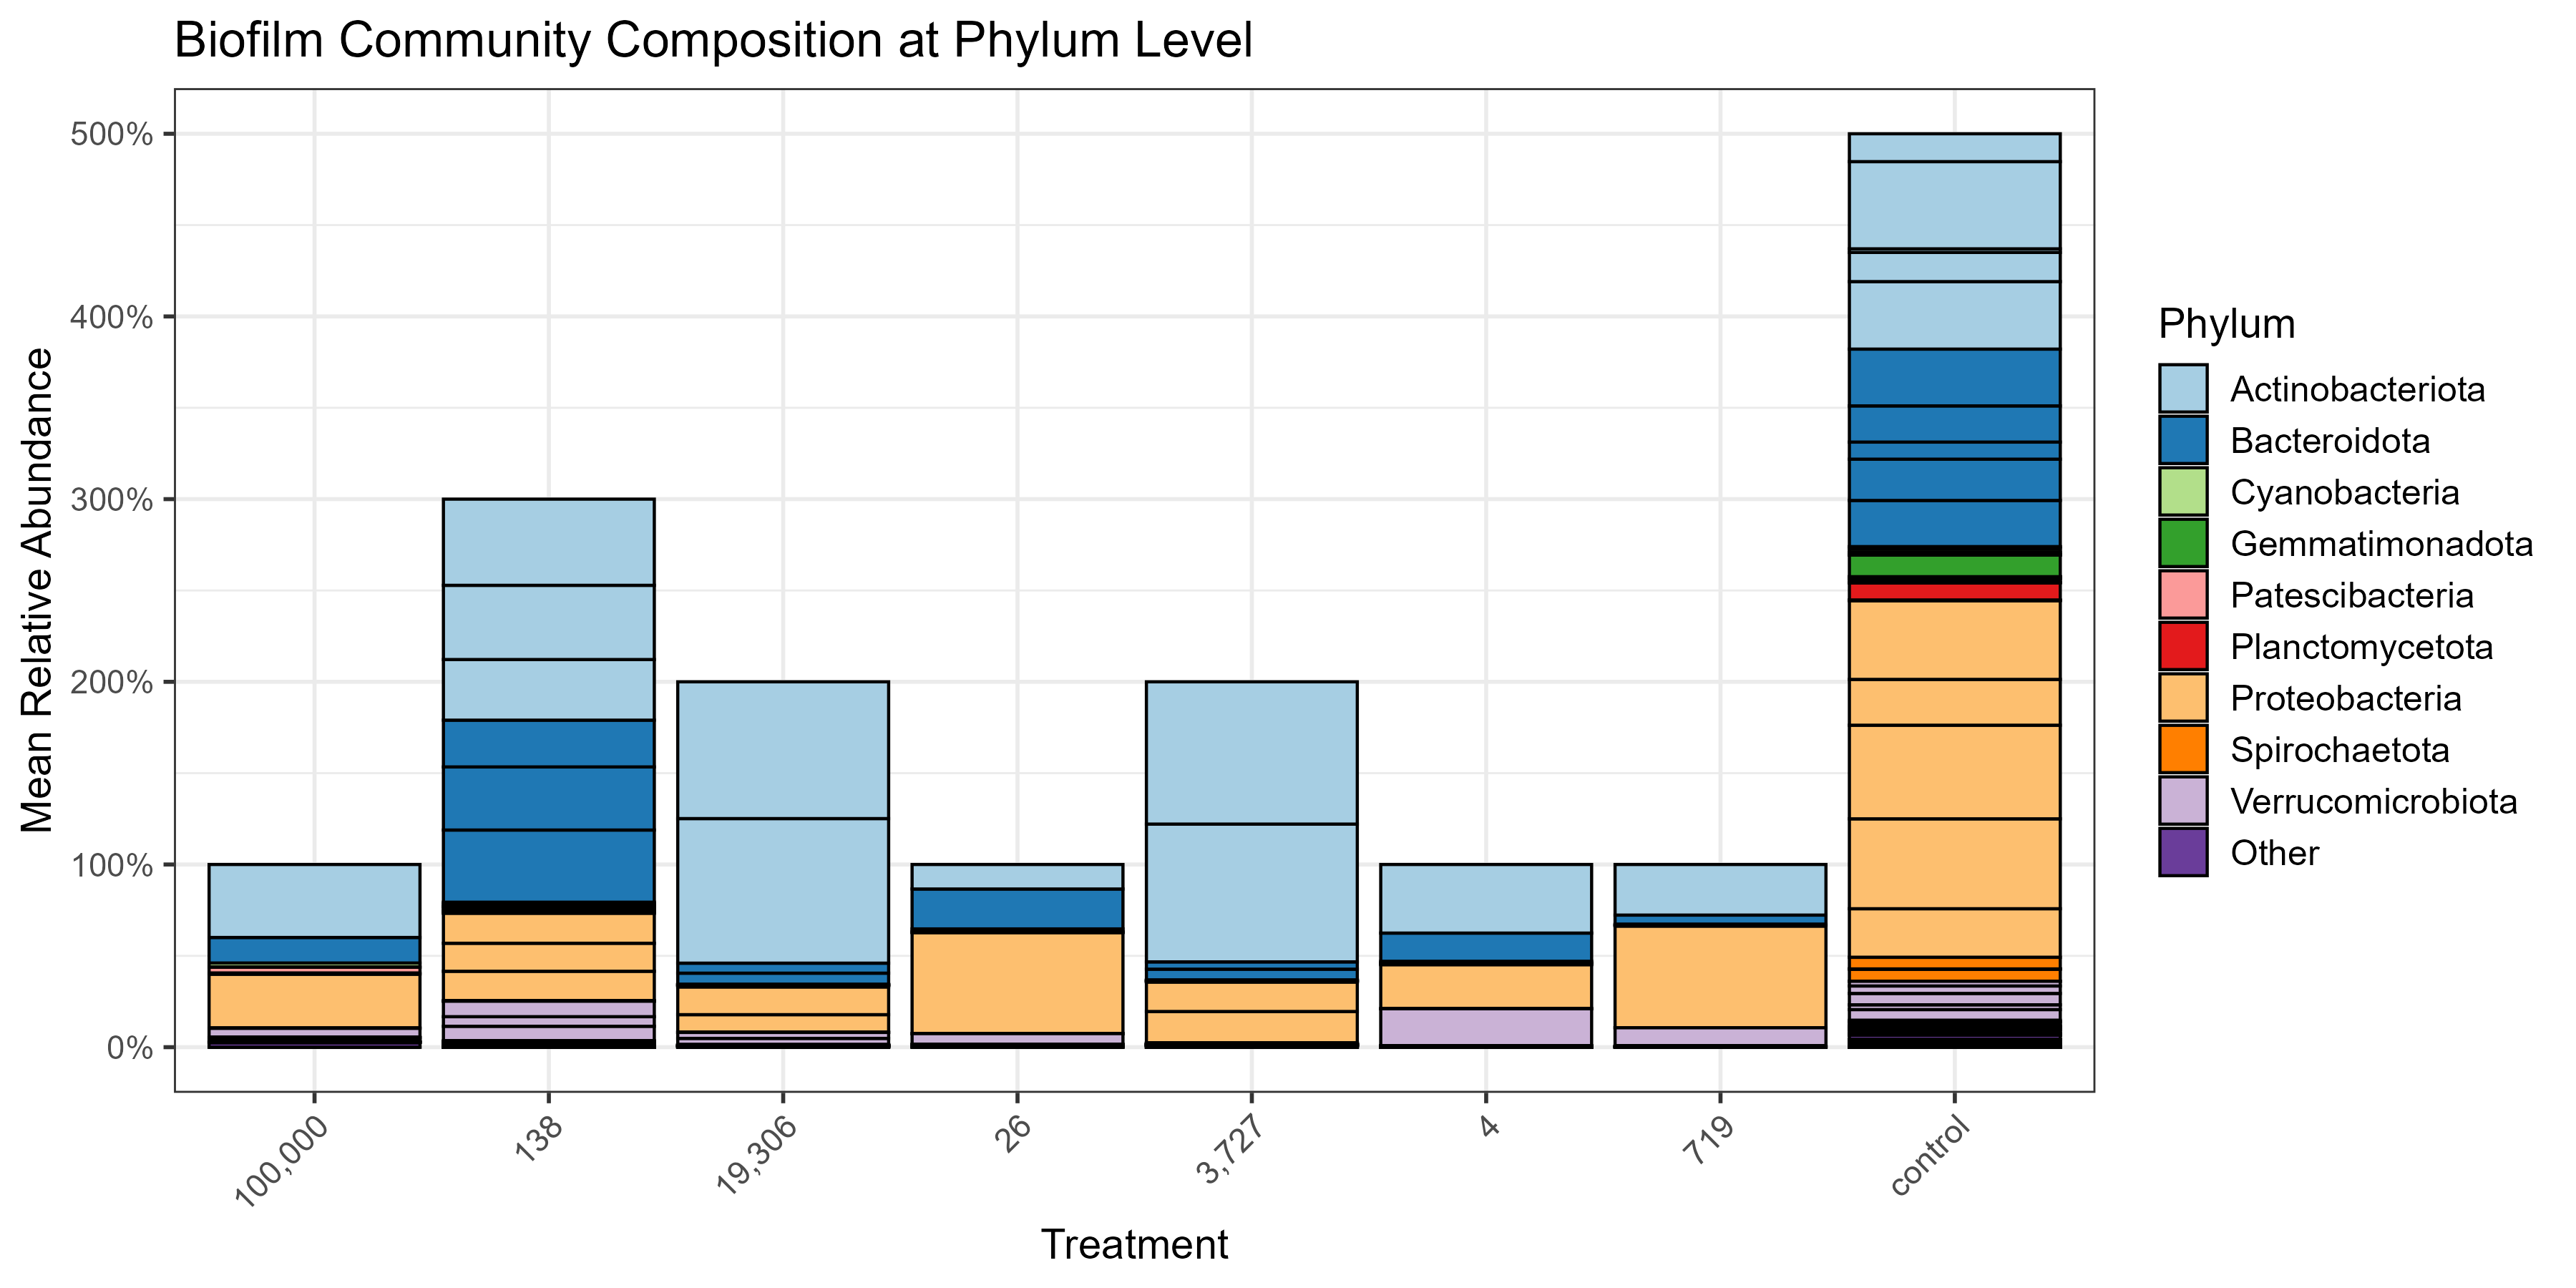 Biofilm Community Composition at Phylum Level
Mean Relative Abundance
500%
400%
300%
200%
100%
0%
100,000
138
19,306
26
3,727
4
719
control
Treatment
Phylum
Actinobacteriota
Bacteroidota
Cyanobacteria
Gemmatimonadota
Patescibacteria
Planctomycetota
Proteobacteria
Spirochaetota
Verrucomicrobiota
Other